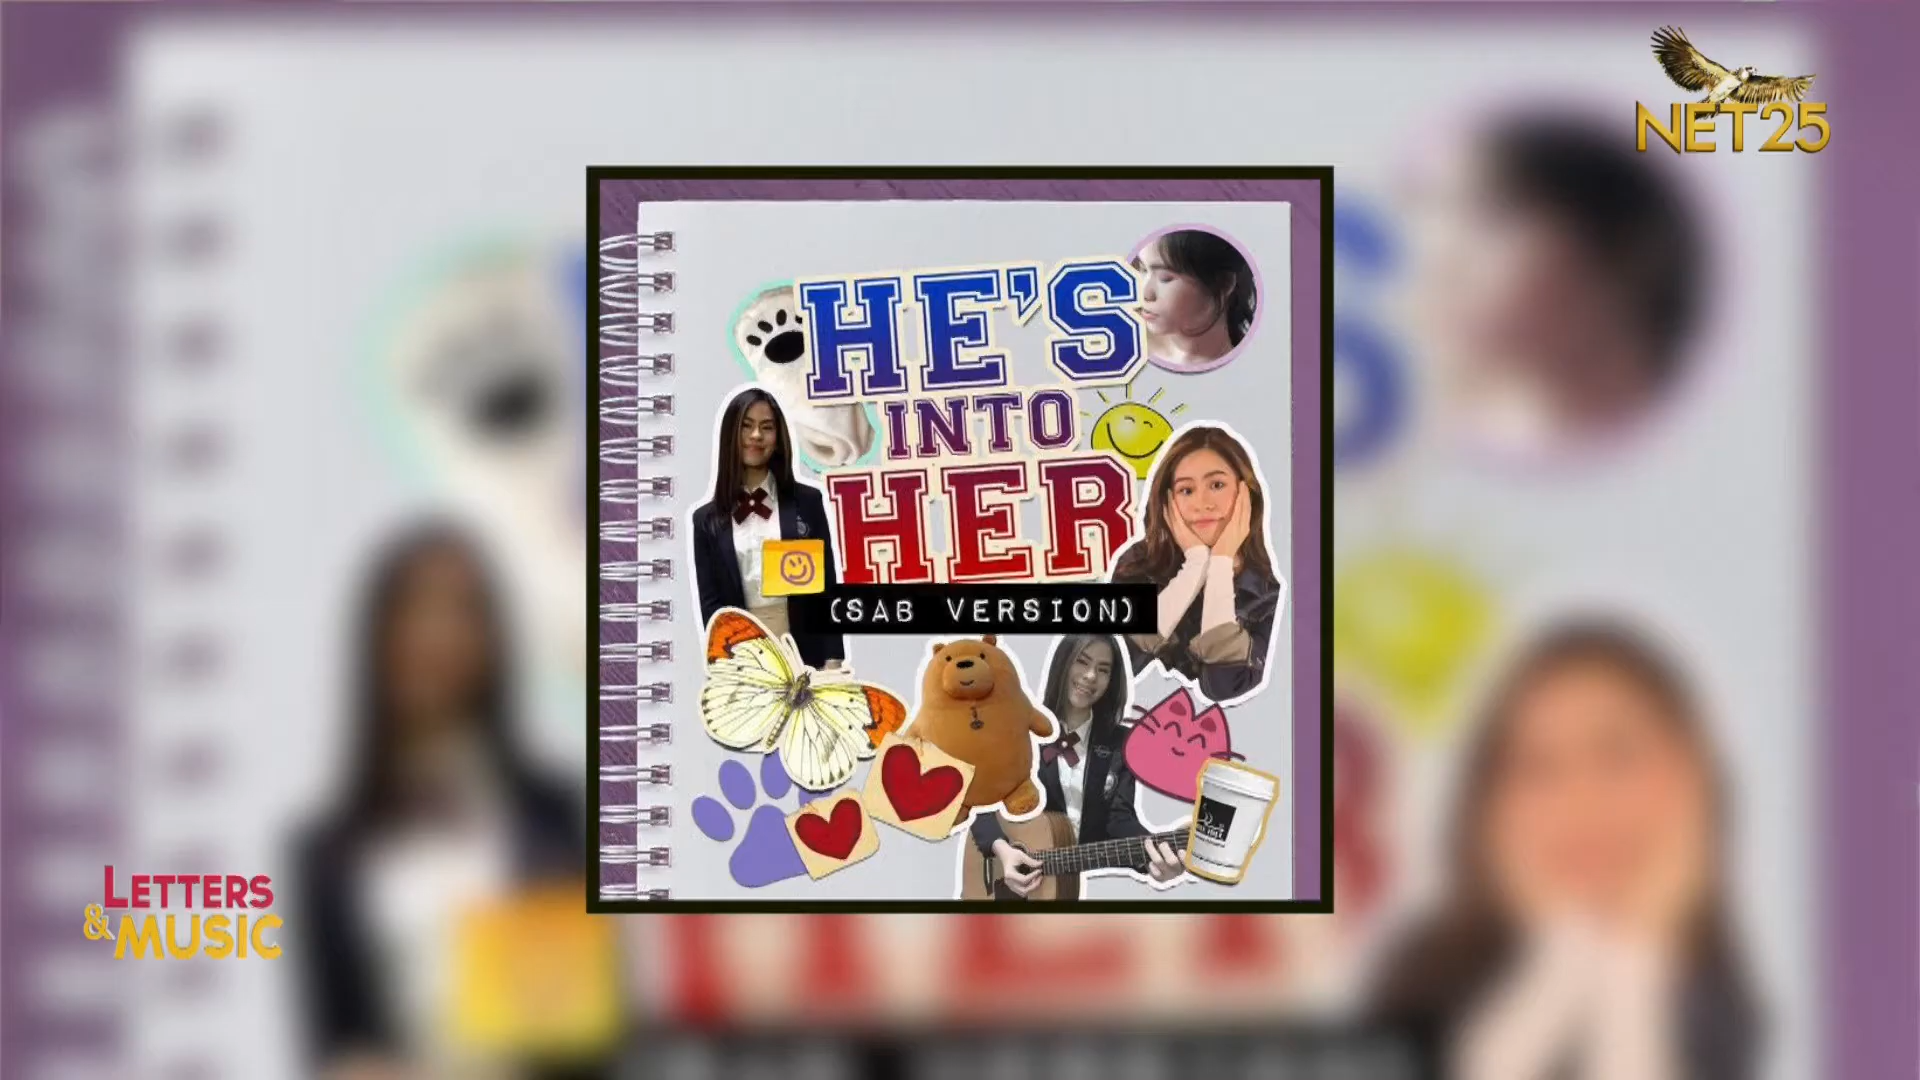 NET25
HE'S
INTO
HER
(SAB VERSION)
LETTERS
& MUSIC